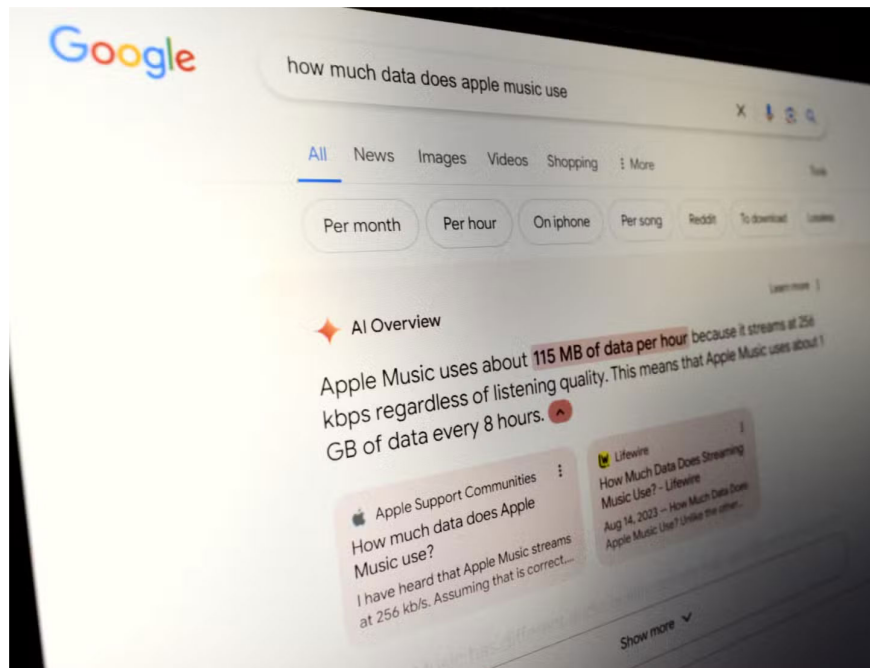 Google
how much data does apple music use
All News Images Videos Shopping More
Tools
Per month Per hour On iphone Per song Reddit To download Lossless
Learn more
AI Overview
Apple Music uses about 115 MB of data per hour because it streams at 256
kbps regardless of listening quality. This means that Apple Music uses about 1
GB of data every 8 hours.
Apple Support Communities
How much data does Apple
Music use?
I have heard that Apple Music streams
at 256 kb/s. Assuming that is correct,...
Lifewire
How Much Data Does Streaming
Music Use? - Lifewire
Aug 14, 2023 — How Much Data Does
Apple Music Use? Unlike the other...
Show more